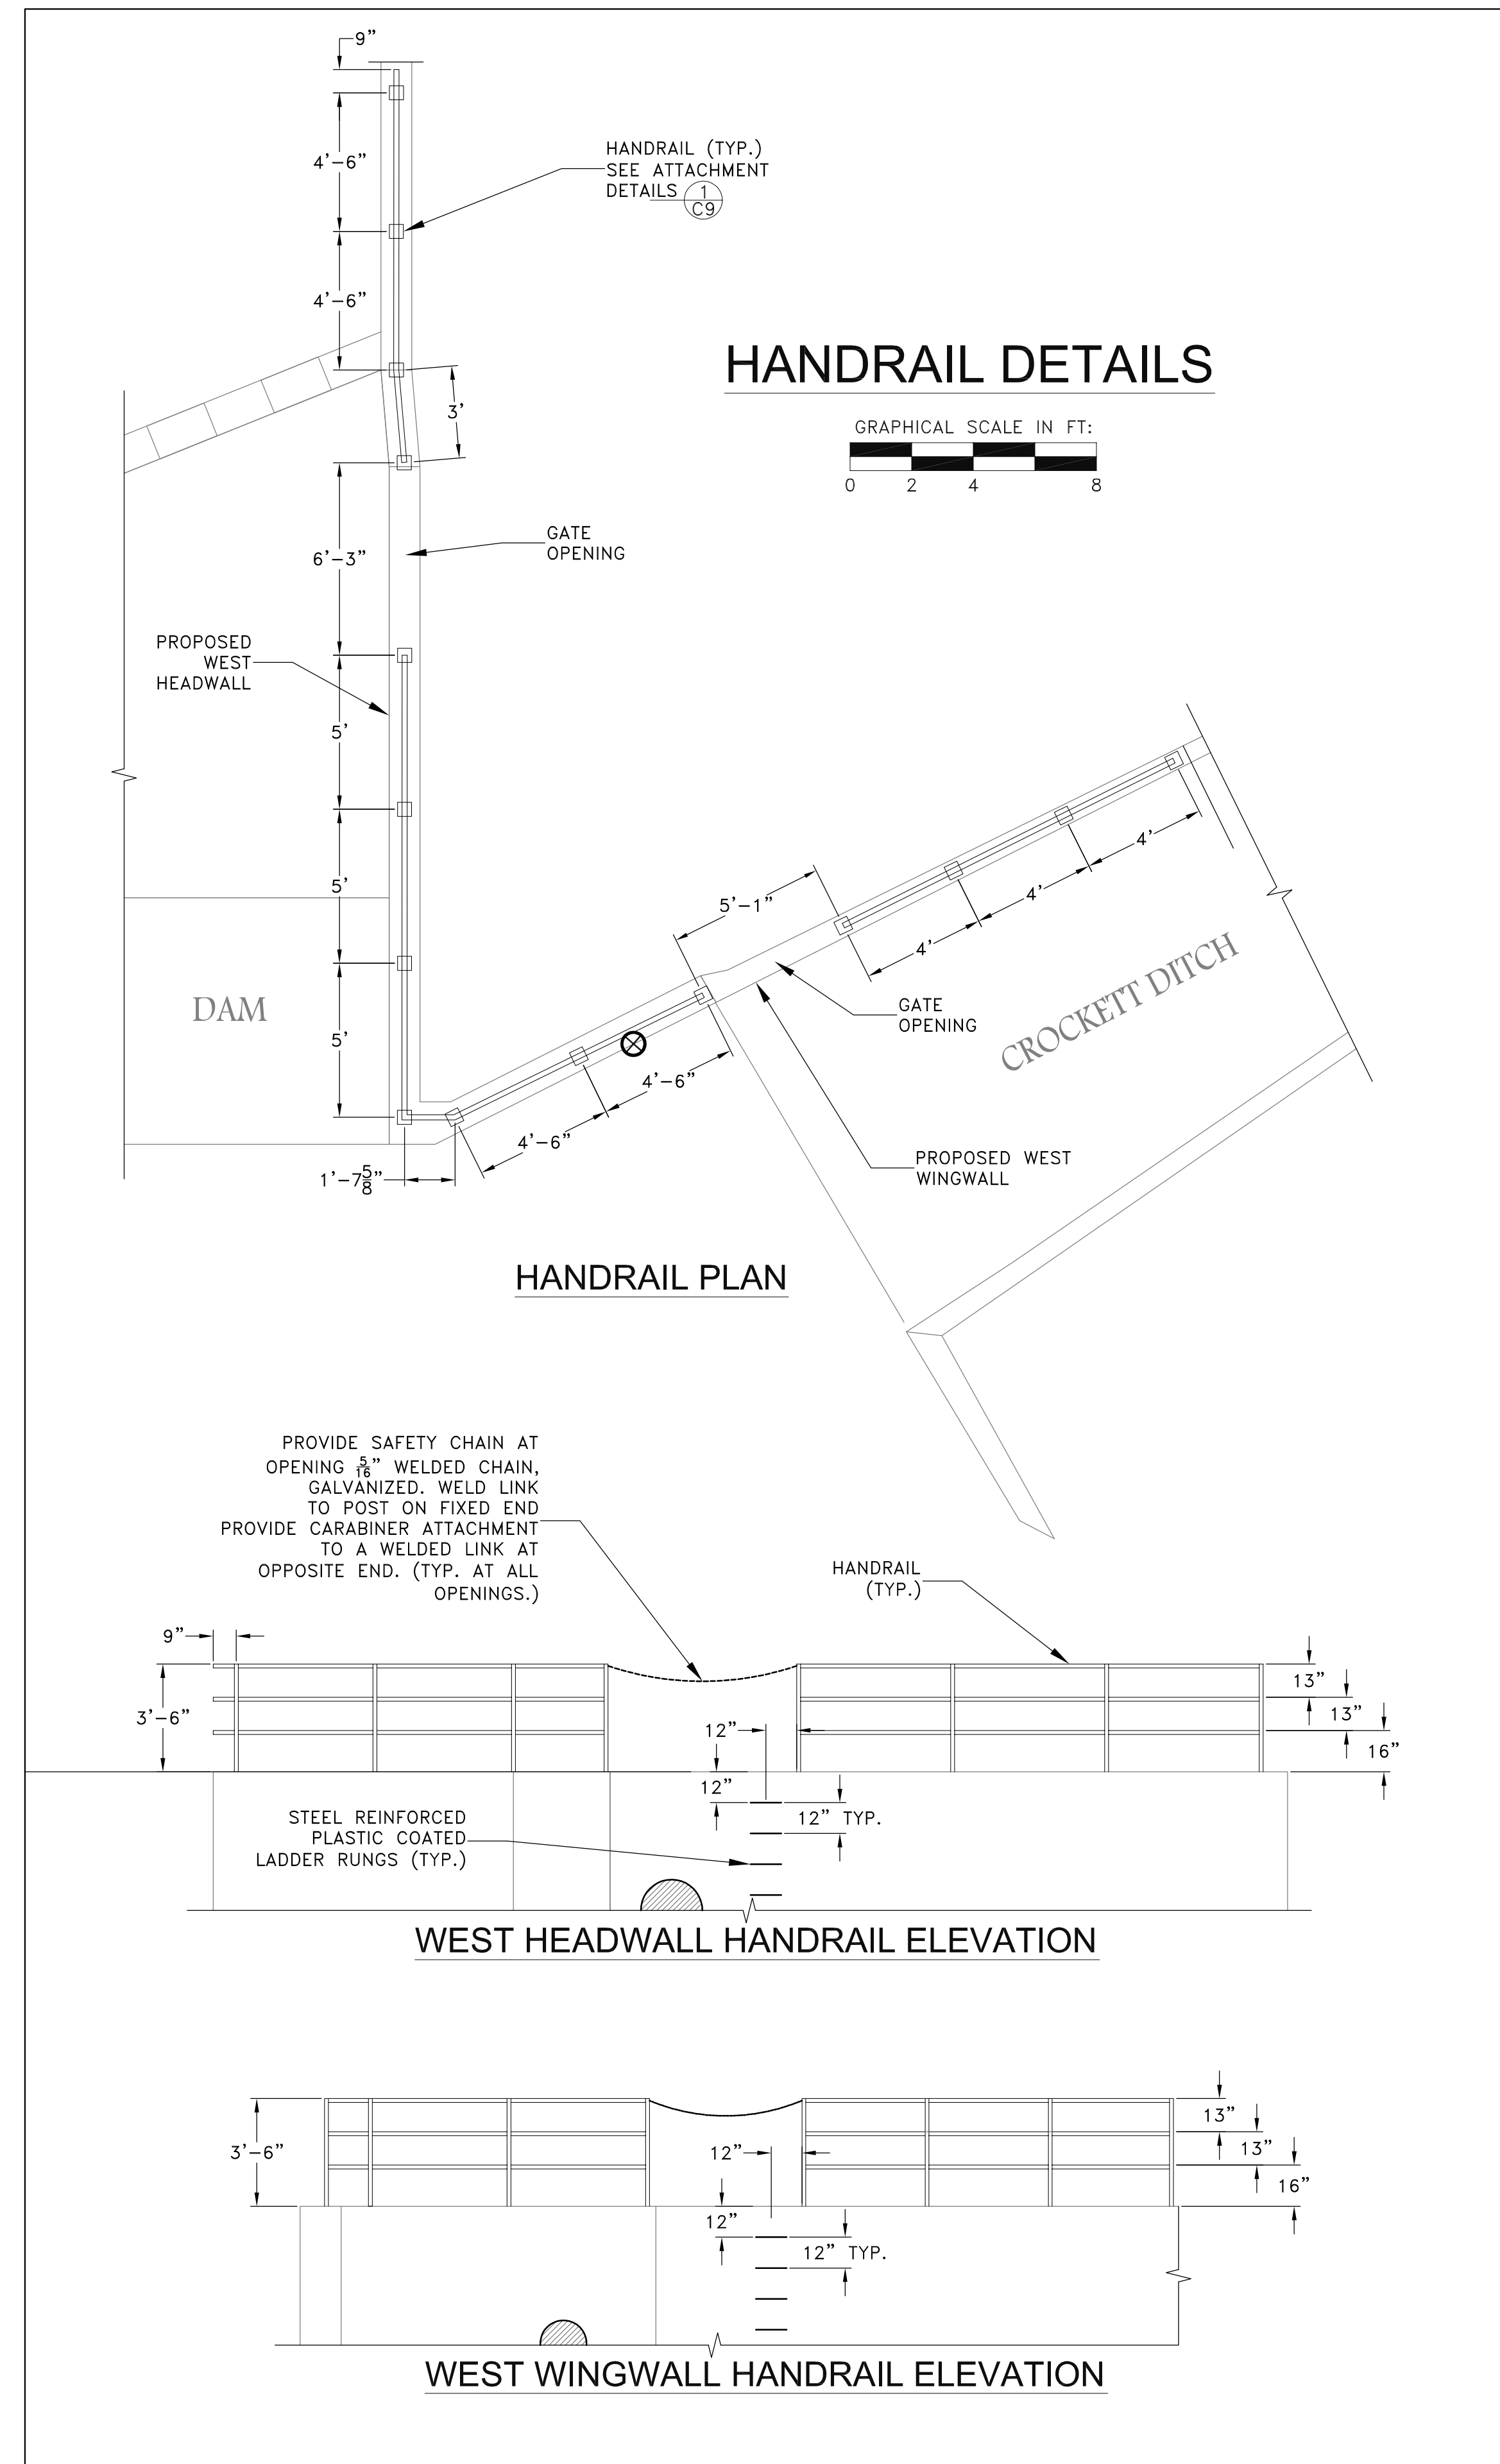 9”
4’-6”
HANDRAIL (TYP.)
SEE ATTACHMENT
DETAILS 1
C9
4’-6”
HANDRAIL DETAILS
3’
GRAPHICAL SCALE IN FT:
0 2 4 8
GATE
OPENING
6’-3”
PROPOSED
WEST
HEADWALL
5’
4’
5’
4’
5’-1”
4’
CROCKETT DITCH
DAM
GATE
OPENING
5’
4’-6”
4’-6”
PROPOSED WEST
WINGWALL
1’-7 5/8”
HANDRAIL PLAN
PROVIDE SAFETY CHAIN AT
OPENING 5/16” WELDED CHAIN,
GALVANIZED. WELD LINK
TO POST ON FIXED END
PROVIDE CARABINER ATTACHMENT
TO A WELDED LINK AT
OPPOSITE END. (TYP. AT ALL
OPENINGS.)
HANDRAIL
(TYP.)
9”
13”
3’-6”
13”
12”
16”
12”
12” TYP.
STEEL REINFORCED
PLASTIC COATED
LADDER RUNGS (TYP.)
WEST HEADWALL HANDRAIL ELEVATION
13”
3’-6”
12”
13”
16”
12”
12” TYP.
WEST WINGWALL HANDRAIL ELEVATION